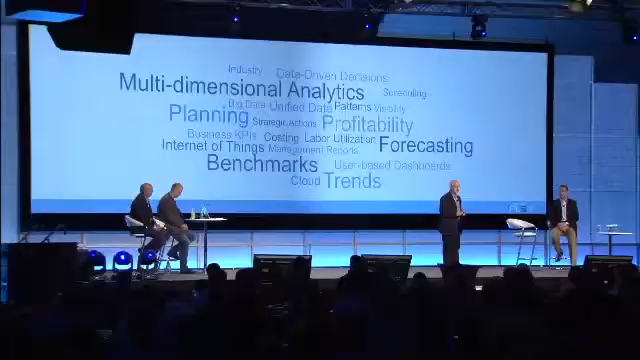 Industry Data-Driven Decisions
Multi-dimensional Analytics Scheduling
Big Data Unified Data Patterns Visibility
Planning Strategic Actions Profitability
Business KPIs Costing Labor Utilization Forecasting
Internet of Things Management Reports
Benchmarks User-based Dashboards
Cloud Trends